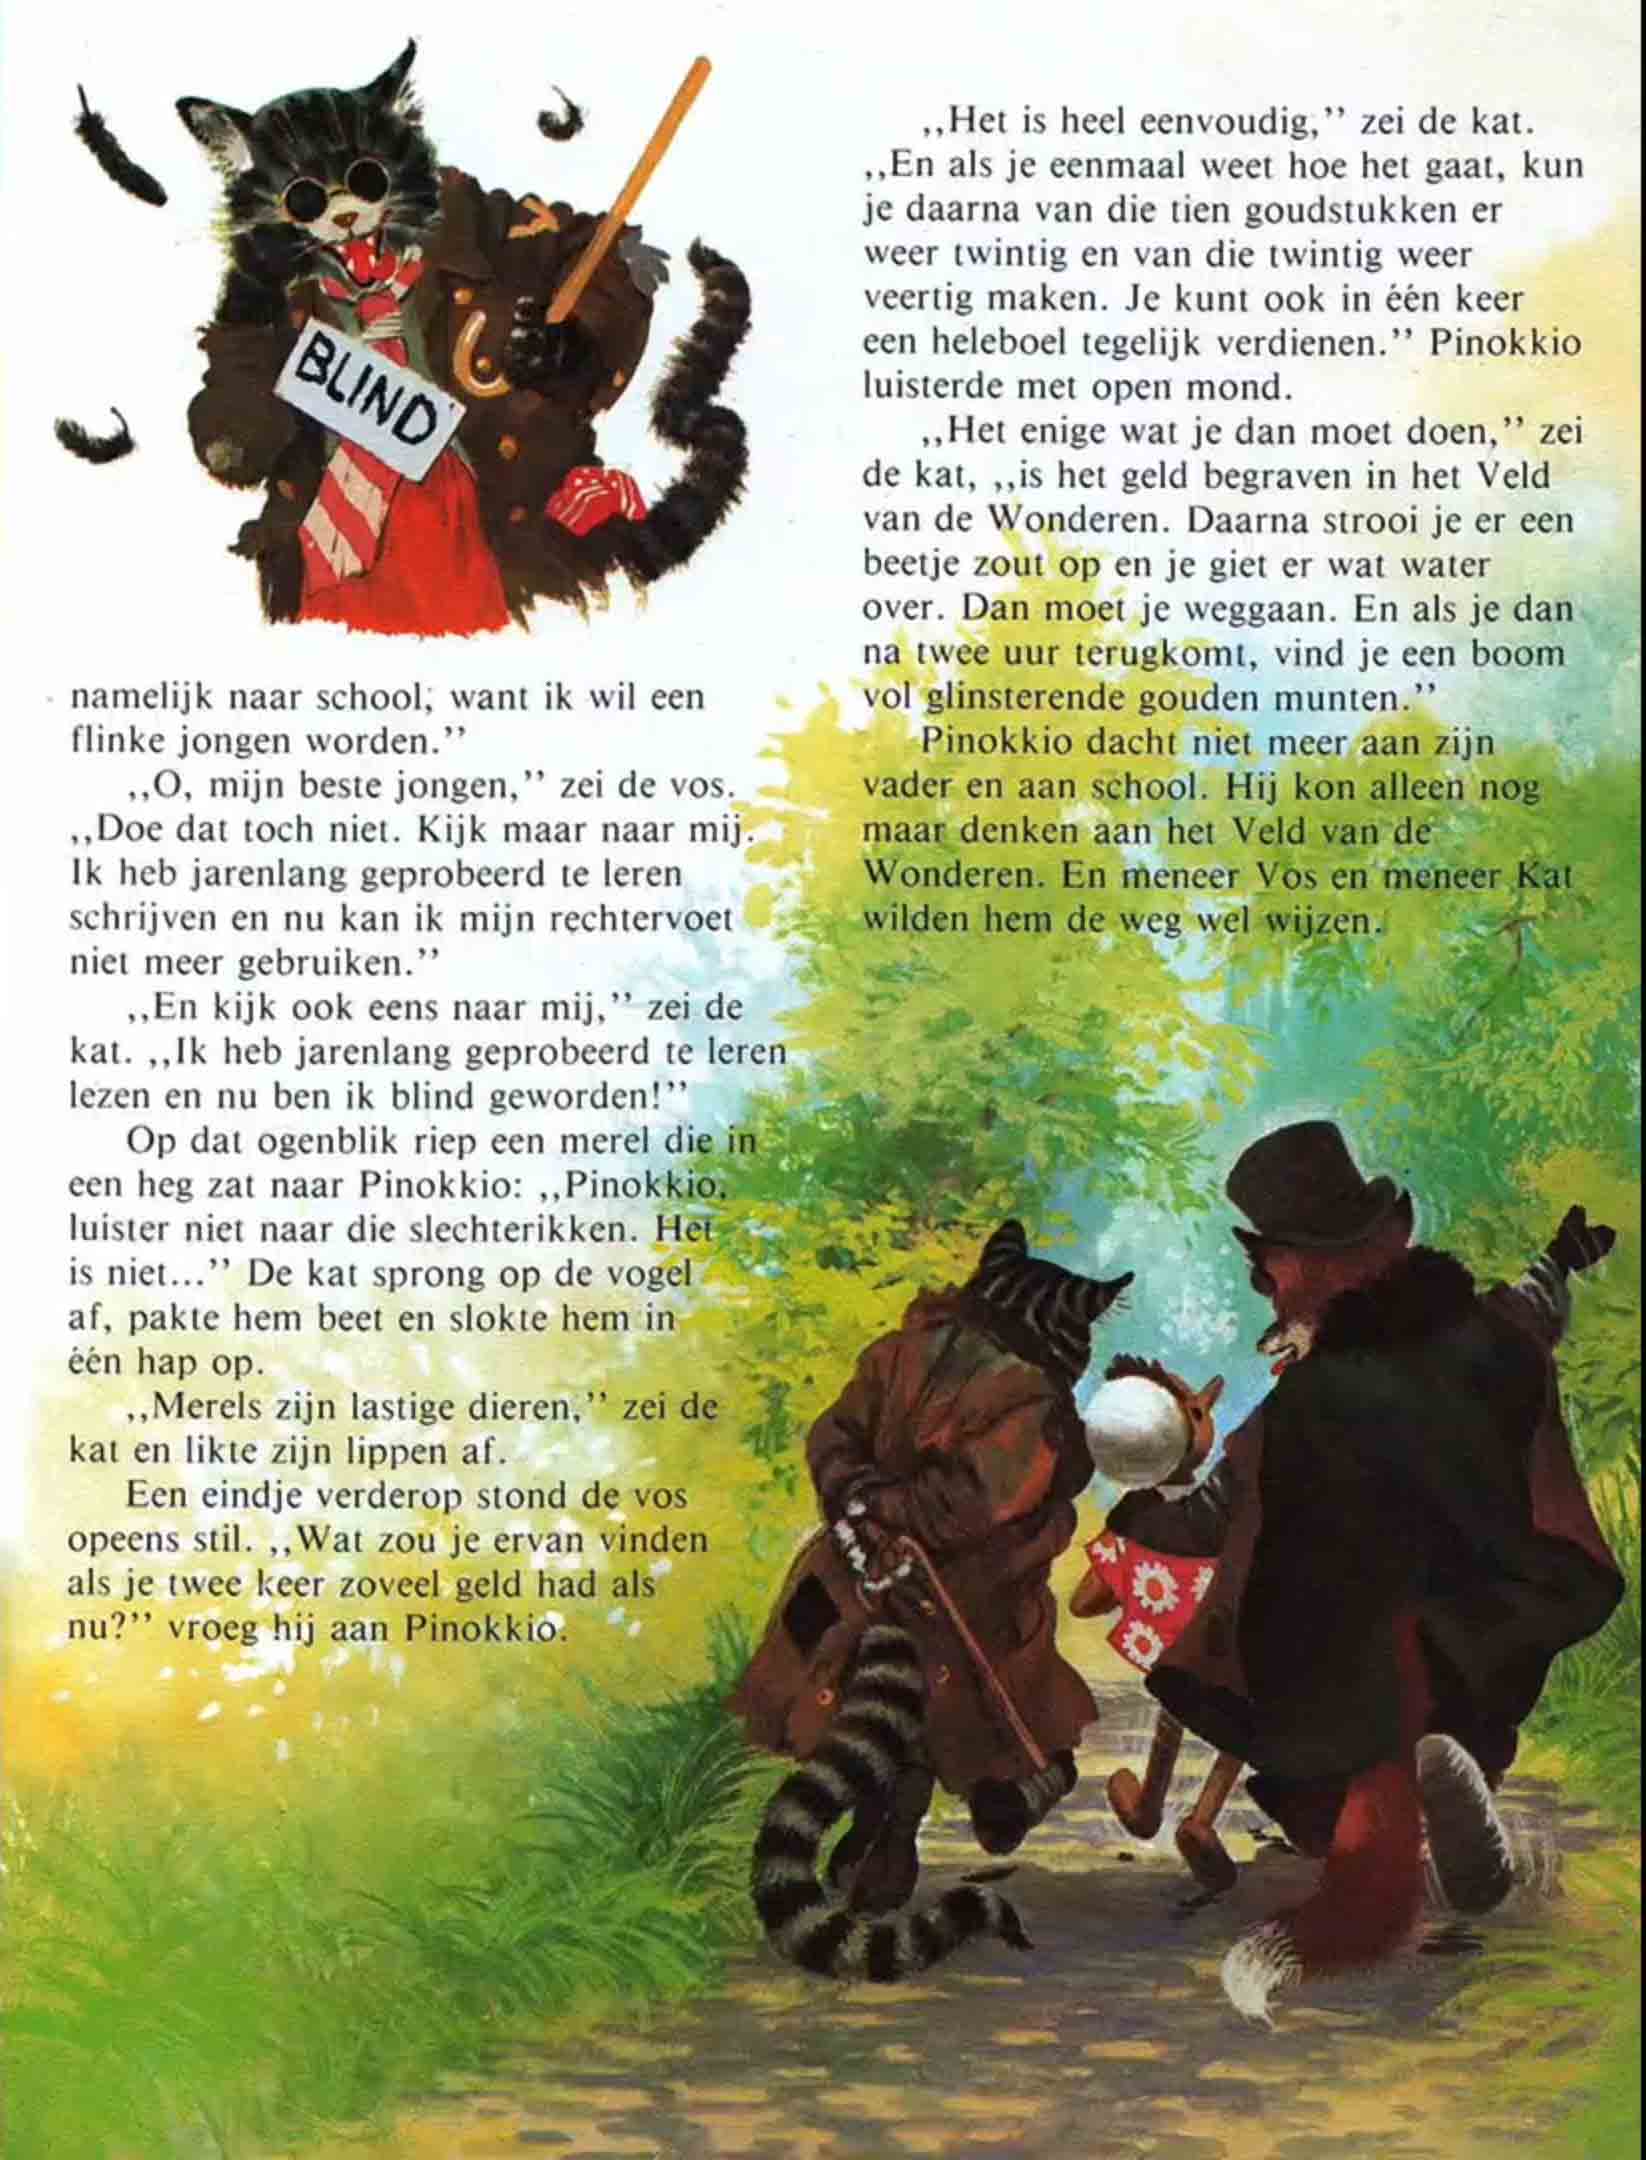 BLIND
namelijk naar school, want ik wil een
flinke jongen worden.’’
,,O, mijn beste jongen,’’ zei de vos.
,,Doe dat toch niet. Kijk maar naar mij.
Ik heb jarenlang geprobeerd te leren
schrijven en nu kan ik mijn rechtervoet
niet meer gebruiken.’’
,,En kijk ook eens naar mij,’’ zei de
kat. ,,Ik heb jarenlang geprobeerd te leren
lezen en nu ben ik blind geworden!’’
Op dat ogenblik riep een merel die in
een heg zat naar Pinokkio: ,,Pinokkio,
luister niet naar die slechterikken. Het
is niet...’’ De kat sprong op de vogel
af, pakte hem beet en slokte hem in
één hap op.
,,Merels zijn lastige dieren,’’ zei de
kat en likte zijn lippen af.
Een eindje verderop stond de vos
opeens stil. ,,Wat zou je ervan vinden
als je twee keer zoveel geld had als
nu?’’ vroeg hij aan Pinokkio.
,,Het is heel eenvoudig,’’ zei de kat.
,,En als je eenmaal weet hoe het gaat, kun
je daarna van die tien goudstukken er
weer twintig en van die twintig weer
veertig maken. Je kunt ook in één keer
een heleboel tegelijk verdienen.’’ Pinokkio
luisterde met open mond.
,,Het enige wat je dan moet doen,’’ zei
de kat, ,,is het geld begraven in het Veld
van de Wonderen. Daarna strooi je er een
beetje zout op en je giet er wat water
over. Dan moet je weggaan. En als je dan
na twee uur terugkomt, vind je een boom
vol glinsterende gouden munten.’’
Pinokkio dacht niet meer aan zijn
vader en aan school. Hij kon alleen nog
maar denken aan het Veld van de
Wonderen. En meneer Vos en meneer Kat
wilden hem de weg wel wijzen.